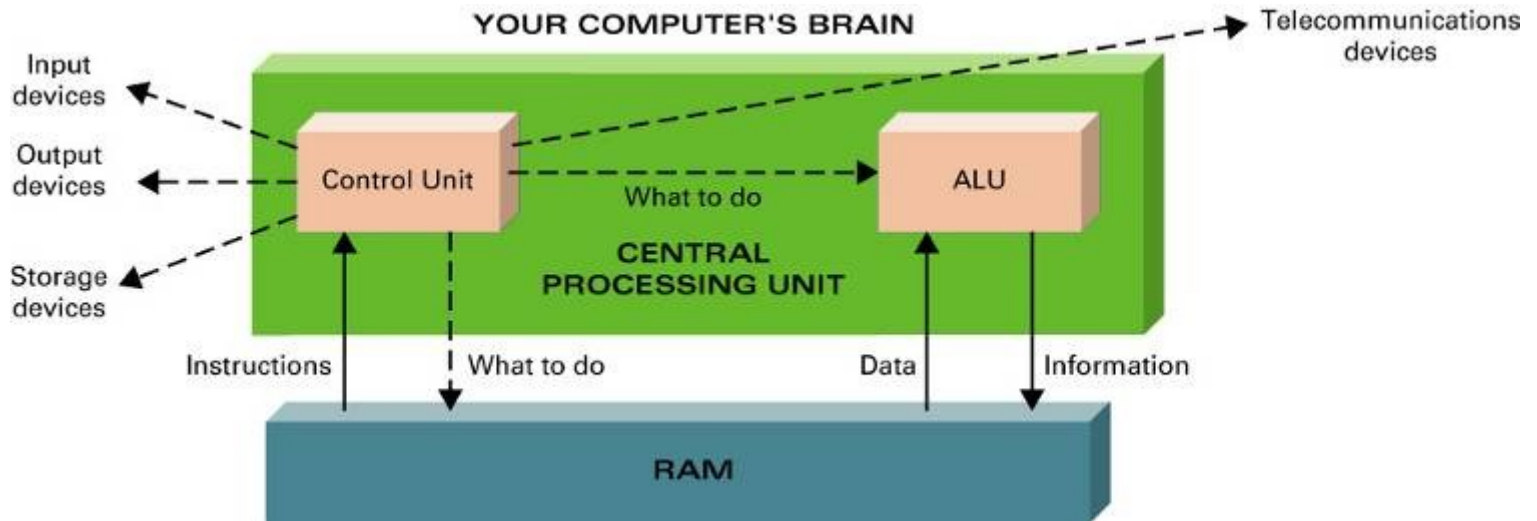 YOUR COMPUTER'S BRAIN
Telecommunications
devices
Input
devices
Output
devices
Storage
devices
Control Unit
What to do
ALU
CENTRAL
PROCESSING UNIT
Instructions
What to do
Data
Information
RAM